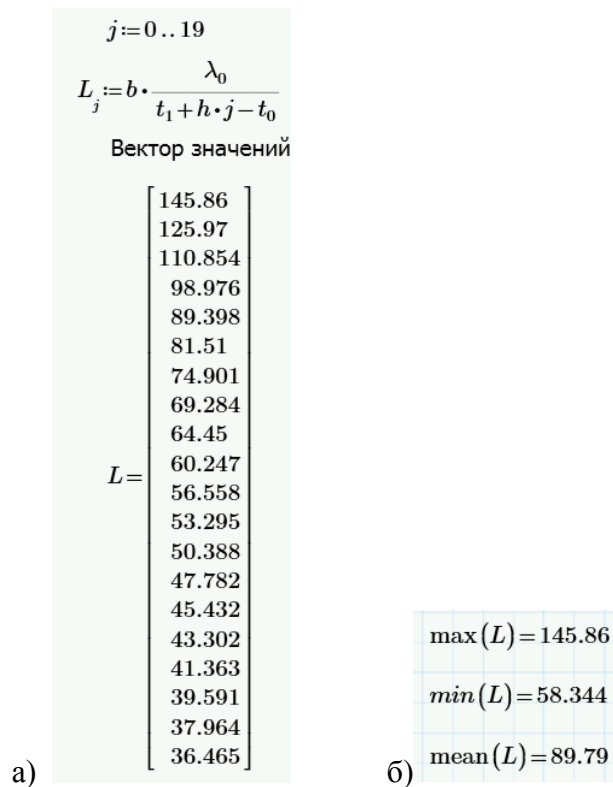 j:=0..19
L_j:=b·λ_0/(t_1+h·j−t_0)
Вектор значений
L=
145.86
125.97
110.854
98.976
89.398
81.51
74.901
69.284
64.45
60.247
56.558
53.295
50.388
47.782
45.432
43.302
41.363
39.591
37.964
36.465
а)
max(L)=145.86
min(L)=58.344
mean(L)=89.79
б)